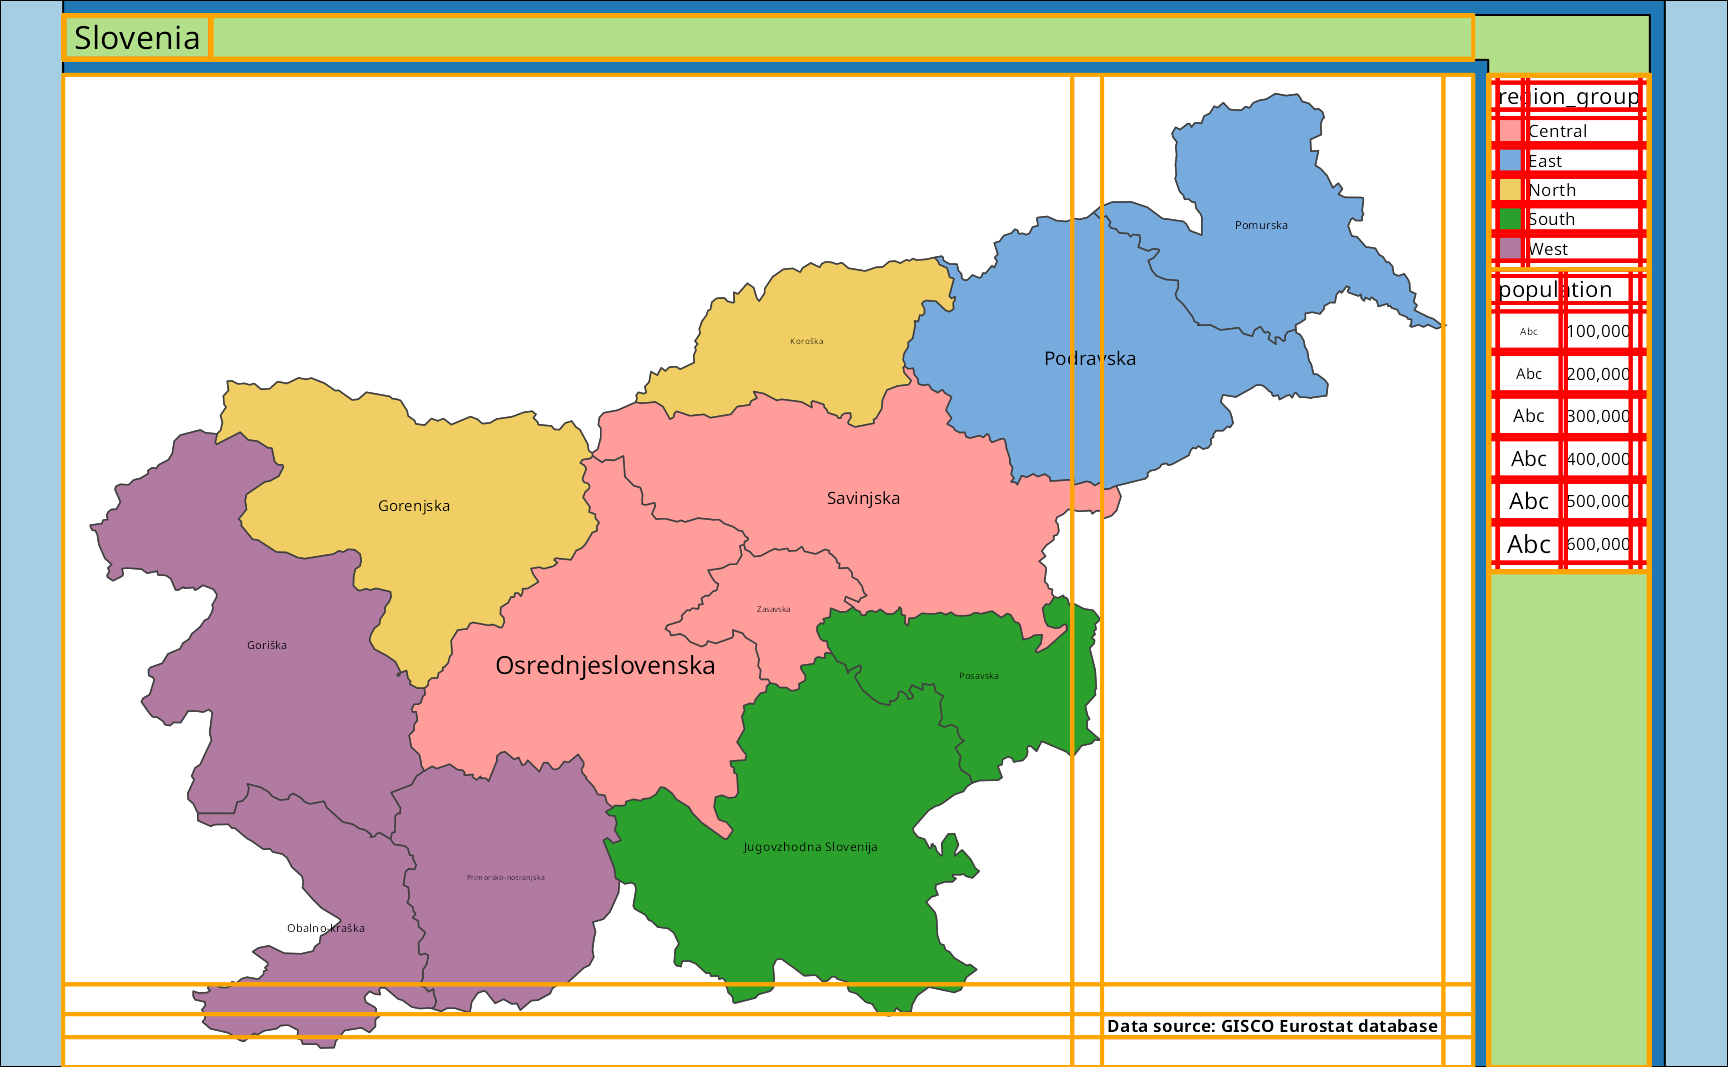 Slovenia
region_group
Central
East
North
South
West
population
Abc 100,000
Abc 200,000
Abc 300,000
Abc 400,000
Abc 500,000
Abc 600,000
Pomurska
Koroška
Podravska
Savinjska
Gorenjska
Zasavska
Goriška
Osrednjeslovenska
Posavska
Jugovzhodna Slovenija
Primorsko-notranjska
Obalno-kraška
Data source: GISCO Eurostat database